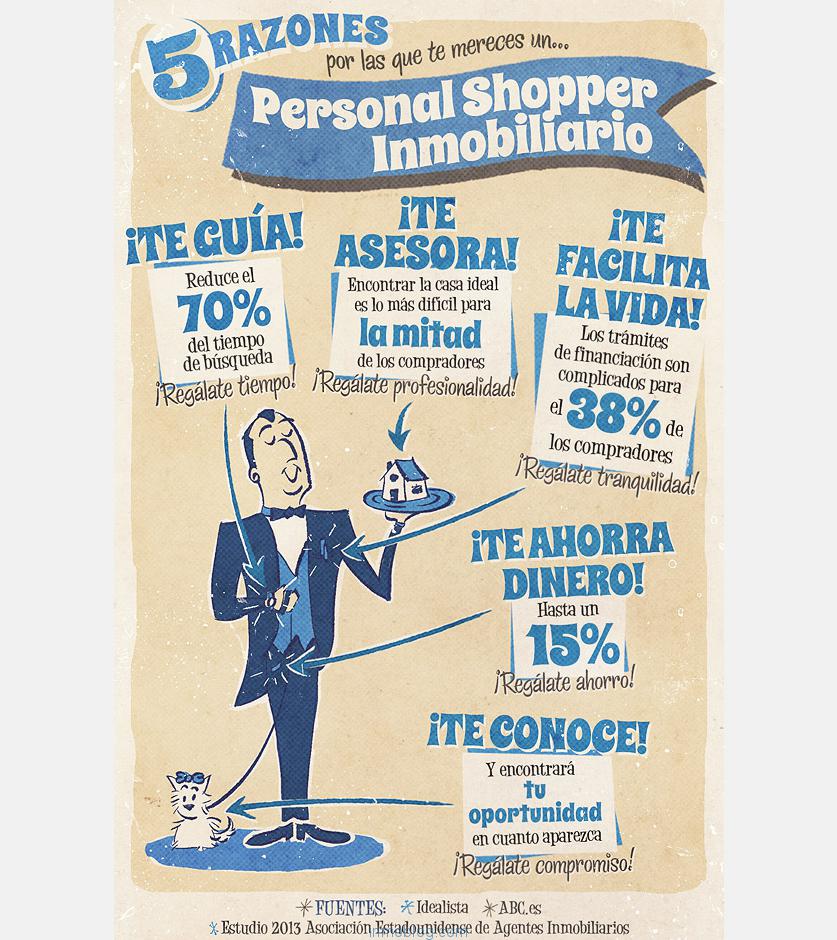 5 RAZONES
por las que te mereces un...
Personal Shopper
Inmobiliario
¡TE GUÍA!
Reduce el
70%
del tiempo
de búsqueda
¡Regálate tiempo!
¡TE
ASESORA!
Encontrar la casa ideal
es lo más difícil para
la mitad
de los compradores
¡Regálate profesionalidad!
¡TE
FACILITA
LA VIDA!
Los trámites
de financiación son
complicados para
el 38% de
los compradores
¡Regálate tranquilidad!
¡TE AHORRA
DINERO!
Hasta un
15%
¡Regálate ahorro!
¡TE CONOCE!
Y encontrará
tu
oportunidad
en cuanto aparezca
¡Regálate compromiso!
FUENTES: Idealista ABC.es
Estudio 2013 Asociación Estadounidense de Agentes Inmobiliarios
inmoblog.com